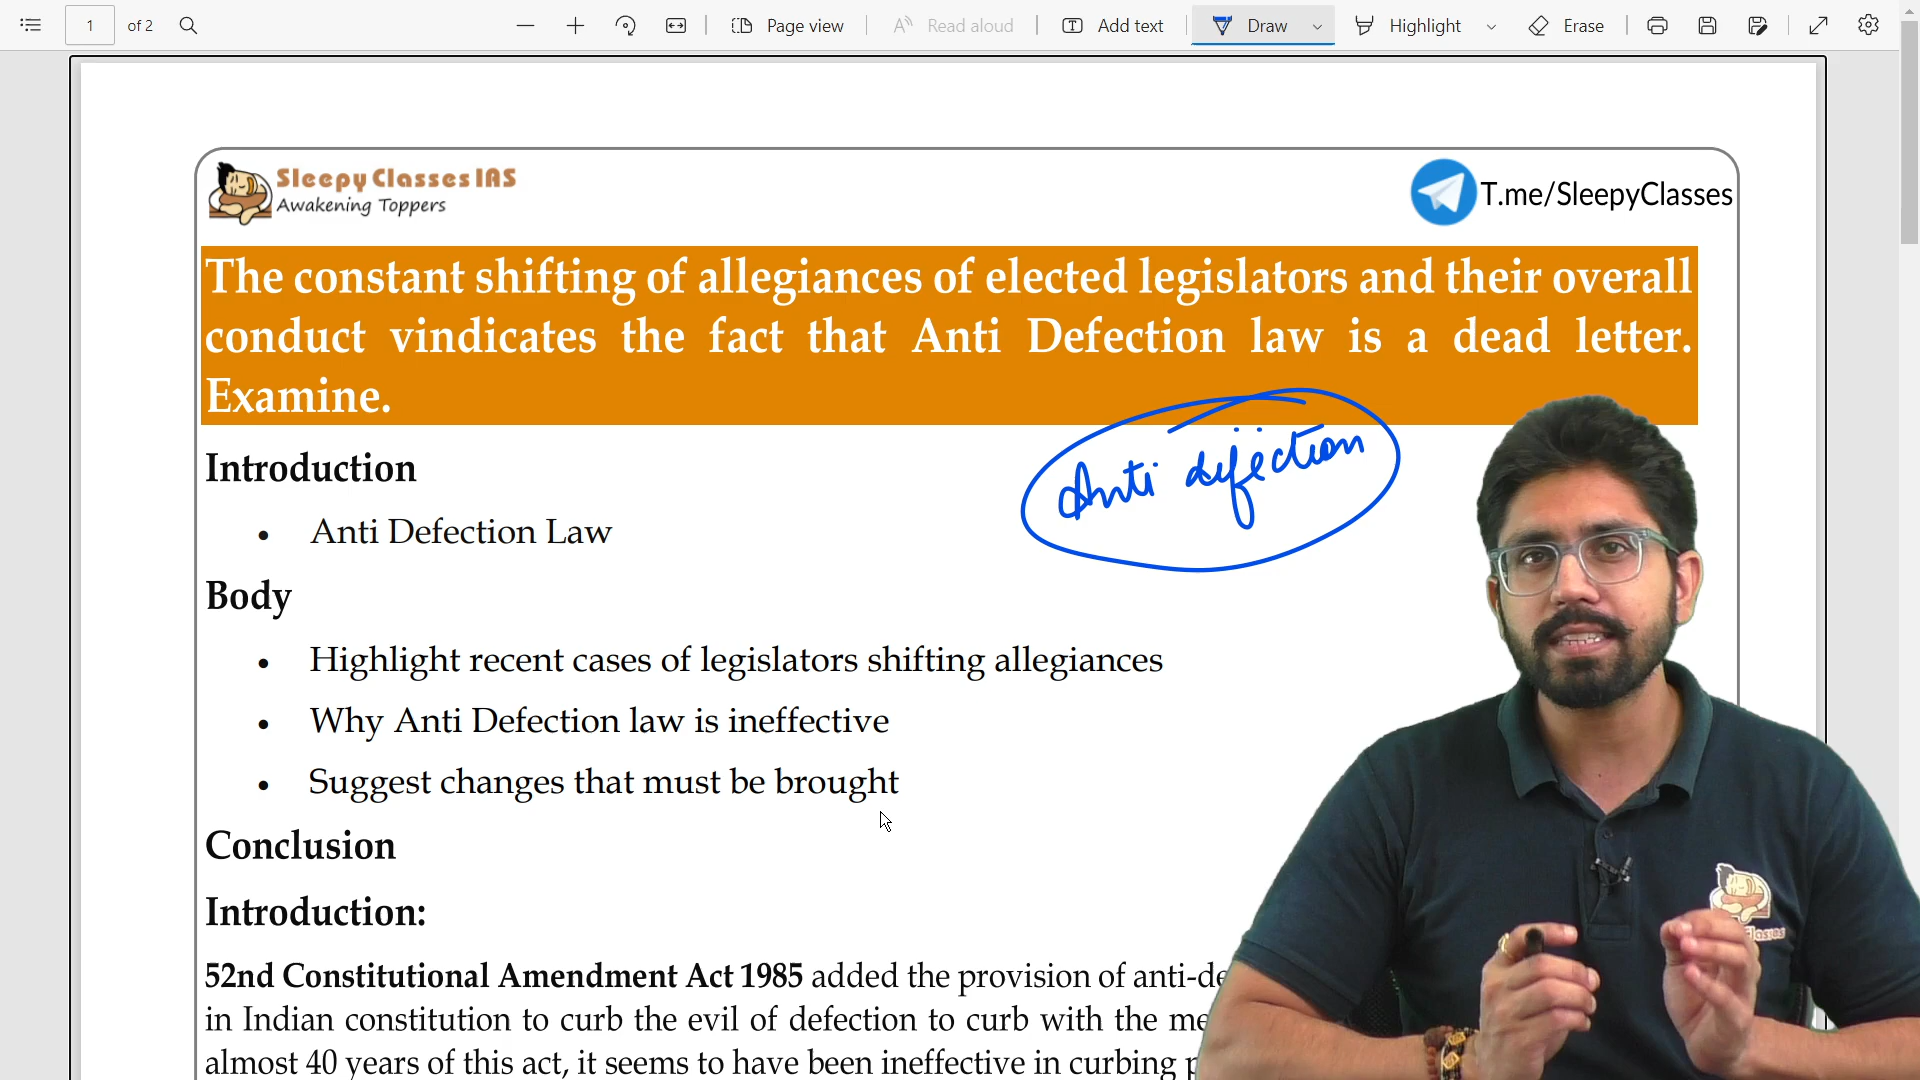 1 of 2 Page view Read aloud Add text Draw Highlight Erase
Sleepy Classes IAS
Awakening Toppers
T.me/SleepyClasses
The constant shifting of allegiances of elected legislators and their overall
conduct vindicates the fact that Anti Defection law is a dead letter.
Examine.
Anti defection
Introduction
• Anti Defection Law
Body
• Highlight recent cases of legislators shifting allegiances
• Why Anti Defection law is ineffective
• Suggest changes that must be brought
Conclusion
Introduction:
52nd Constitutional Amendment Act 1985 added the provision of anti-de
in Indian constitution to curb the evil of defection to curb with the me
almost 40 years of this act, it seems to have been ineffective in curbing p